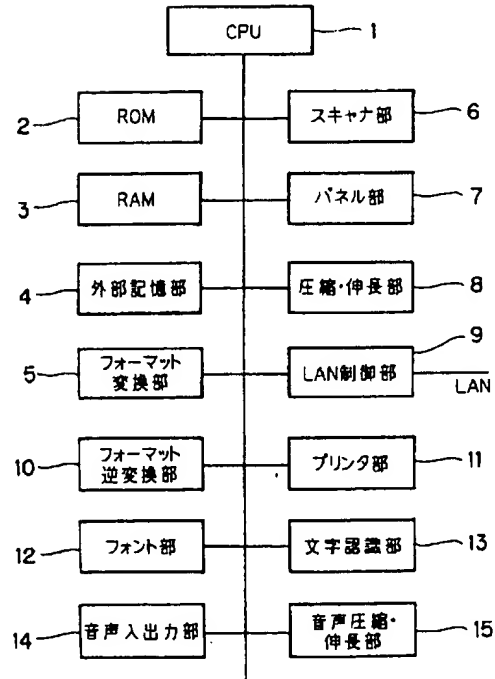 CPU 1
2 ROM スキャナ部 6
3 RAM パネル部 7
4 外部記憶部 圧縮・伸長部 8
5 フォーマット
変換部 LAN制御部 9
LAN
10 フォーマット
逆変換部 プリンタ部 11
12 フォント部 文字認識部 13
14 音声入出力部 音声圧縮・
伸長部 15